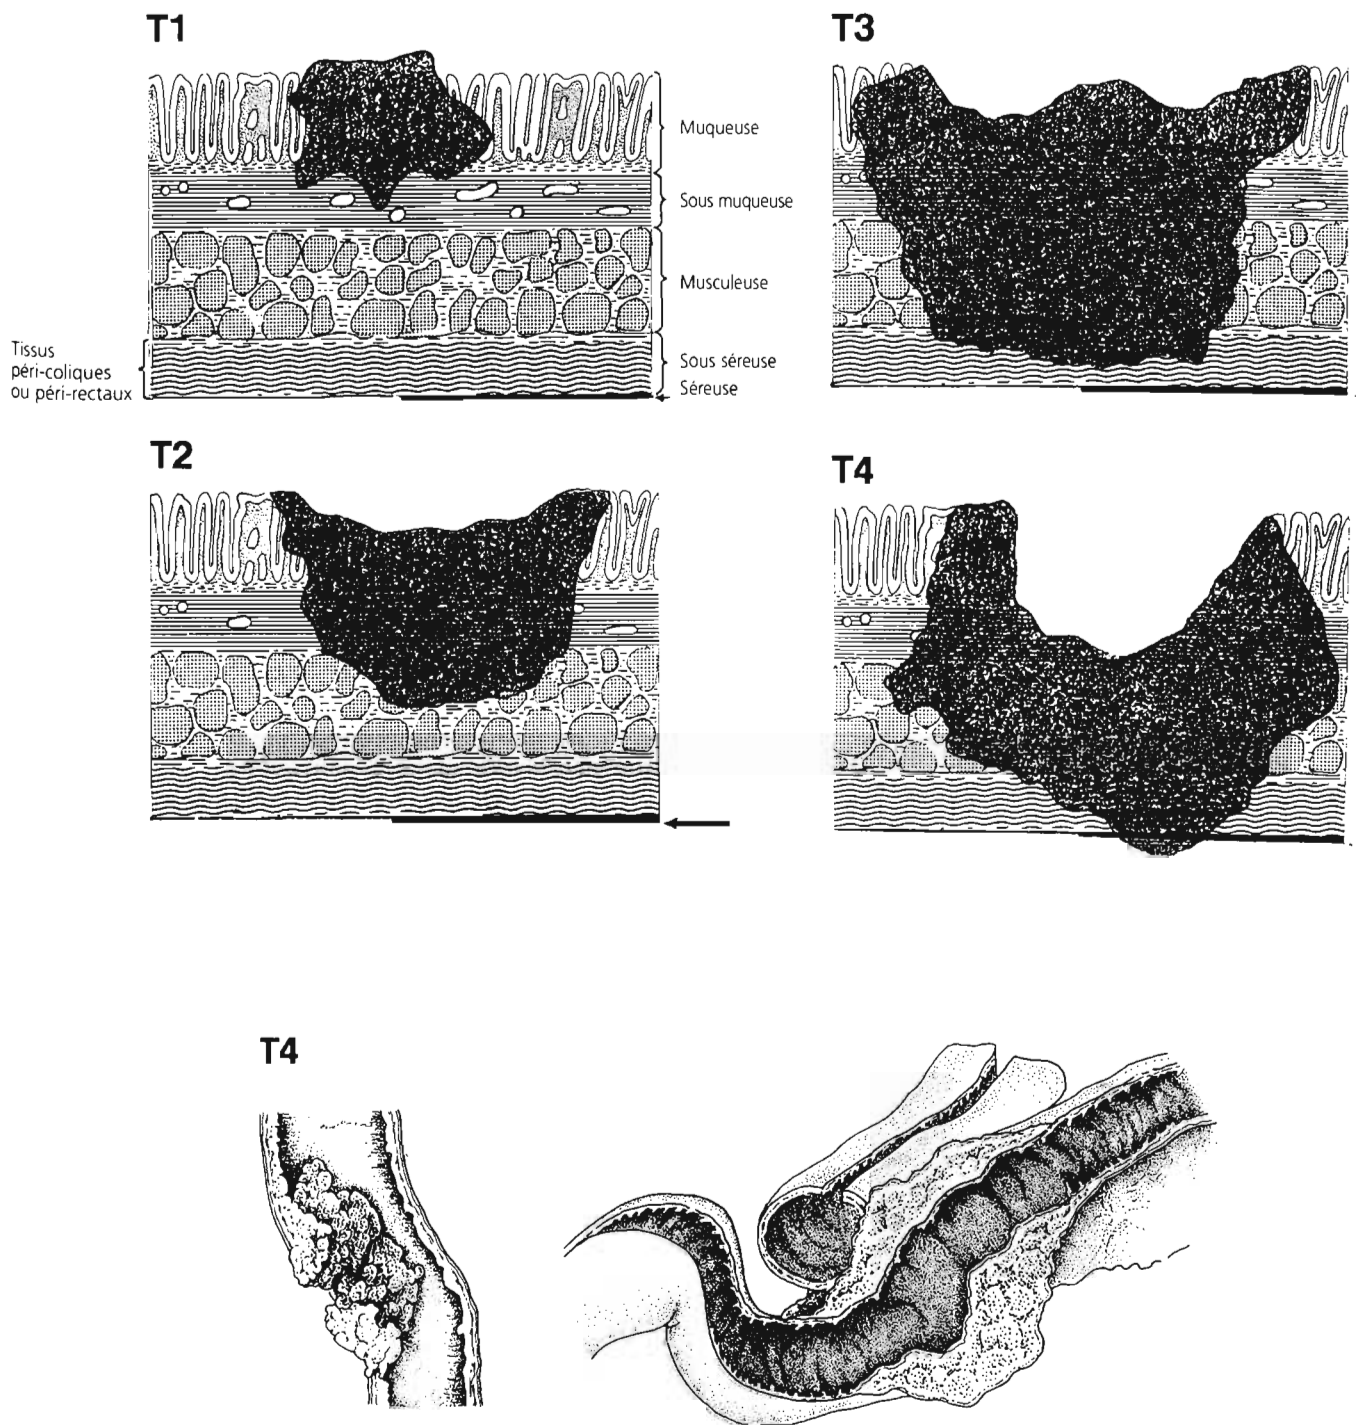 T1
Muqueuse
Sous muqueuse
Musculeuse
Tissus
péri-coliques
ou péri-rectaux
Sous séreuse
Séreuse
T3
T2
T4
T4